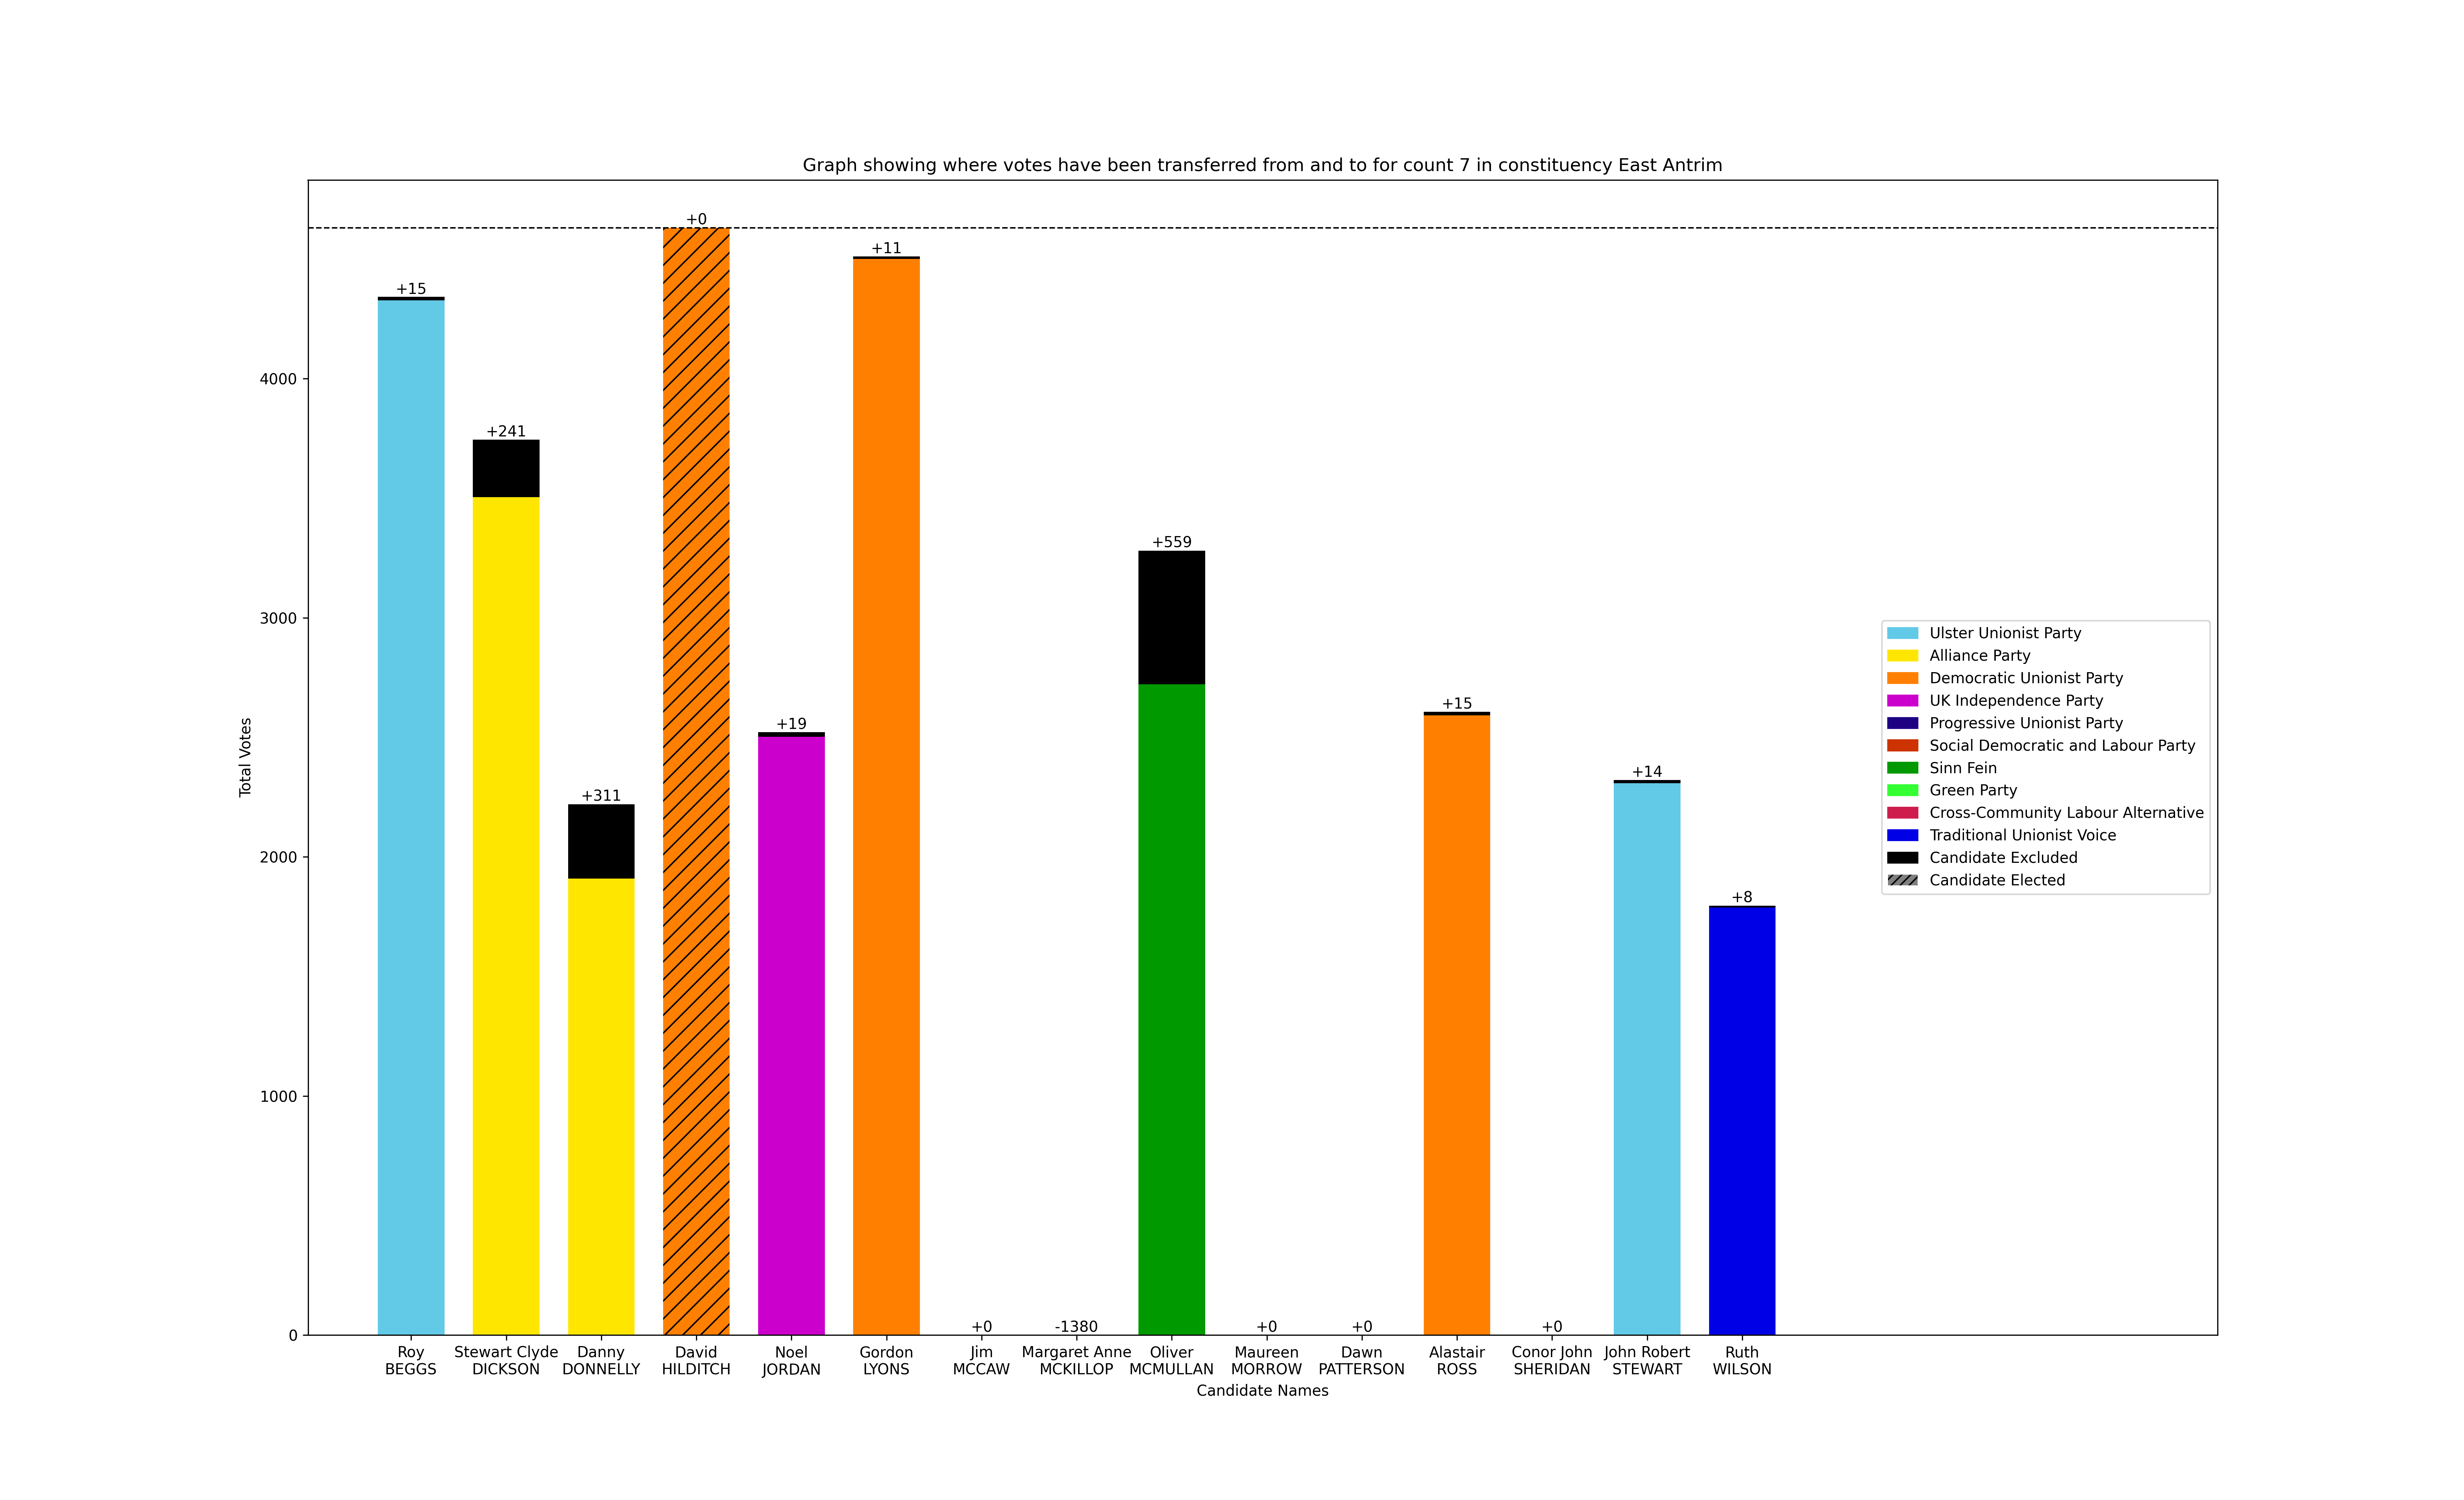 Graph showing where votes have been transferred from and to for count 7 in constituency East Antrim
Total Votes
4000
3000
2000
1000
0
+15
+241
+311
+0
+19
+11
+0
-1380
+559
+0
+0
+15
+0
+14
+8
Roy
BEGGS
Stewart Clyde
DICKSON
Danny
DONNELLY
David
HILDITCH
Noel
JORDAN
Gordon
LYONS
Jim
MCCAW
Margaret Anne
MCKILLOP
Oliver
MCMULLAN
Maureen
MORROW
Dawn
PATTERSON
Alastair
ROSS
Conor John
SHERIDAN
John Robert
STEWART
Ruth
WILSON
Candidate Names
Ulster Unionist Party
Alliance Party
Democratic Unionist Party
UK Independence Party
Progressive Unionist Party
Social Democratic and Labour Party
Sinn Fein
Green Party
Cross-Community Labour Alternative
Traditional Unionist Voice
Candidate Excluded
Candidate Elected